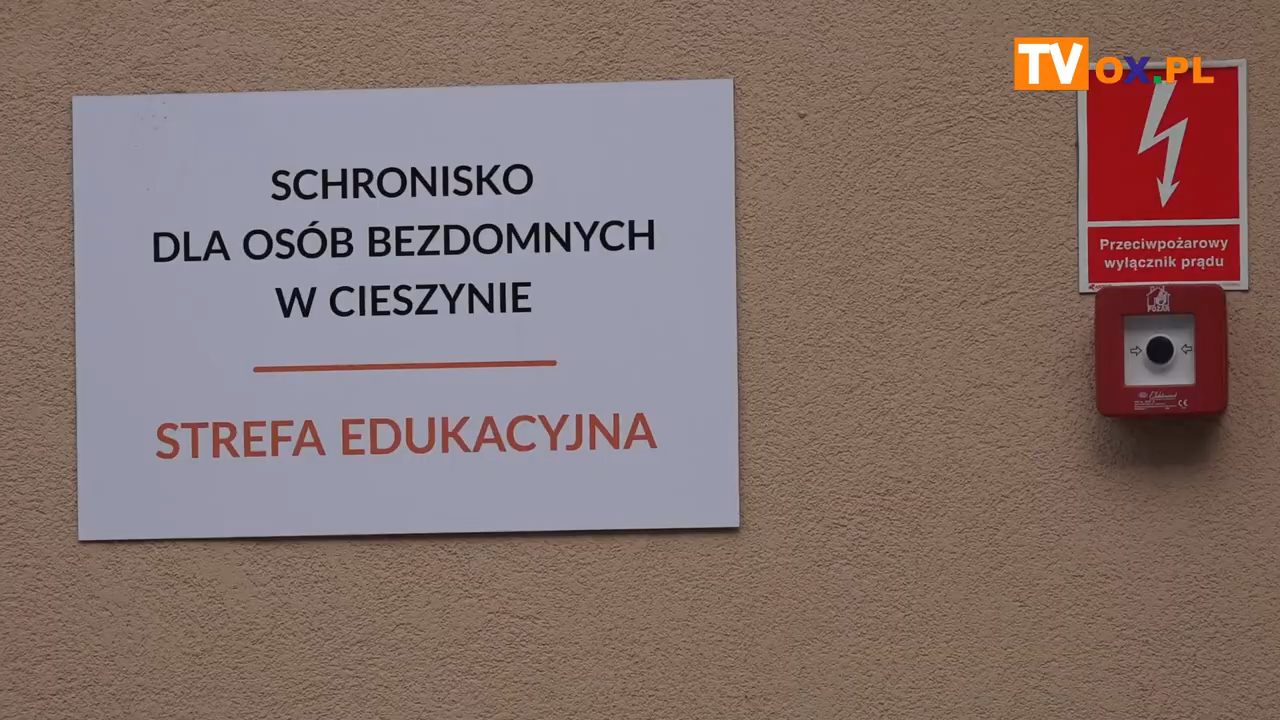 TVOX.PL
SCHRONISKO
DLA OSÓB BEZDOMNYCH
W CIESZYNIE
STREFA EDUKACYJNA
Przeciwpożarowy
wyłącznik prądu
POŻAR